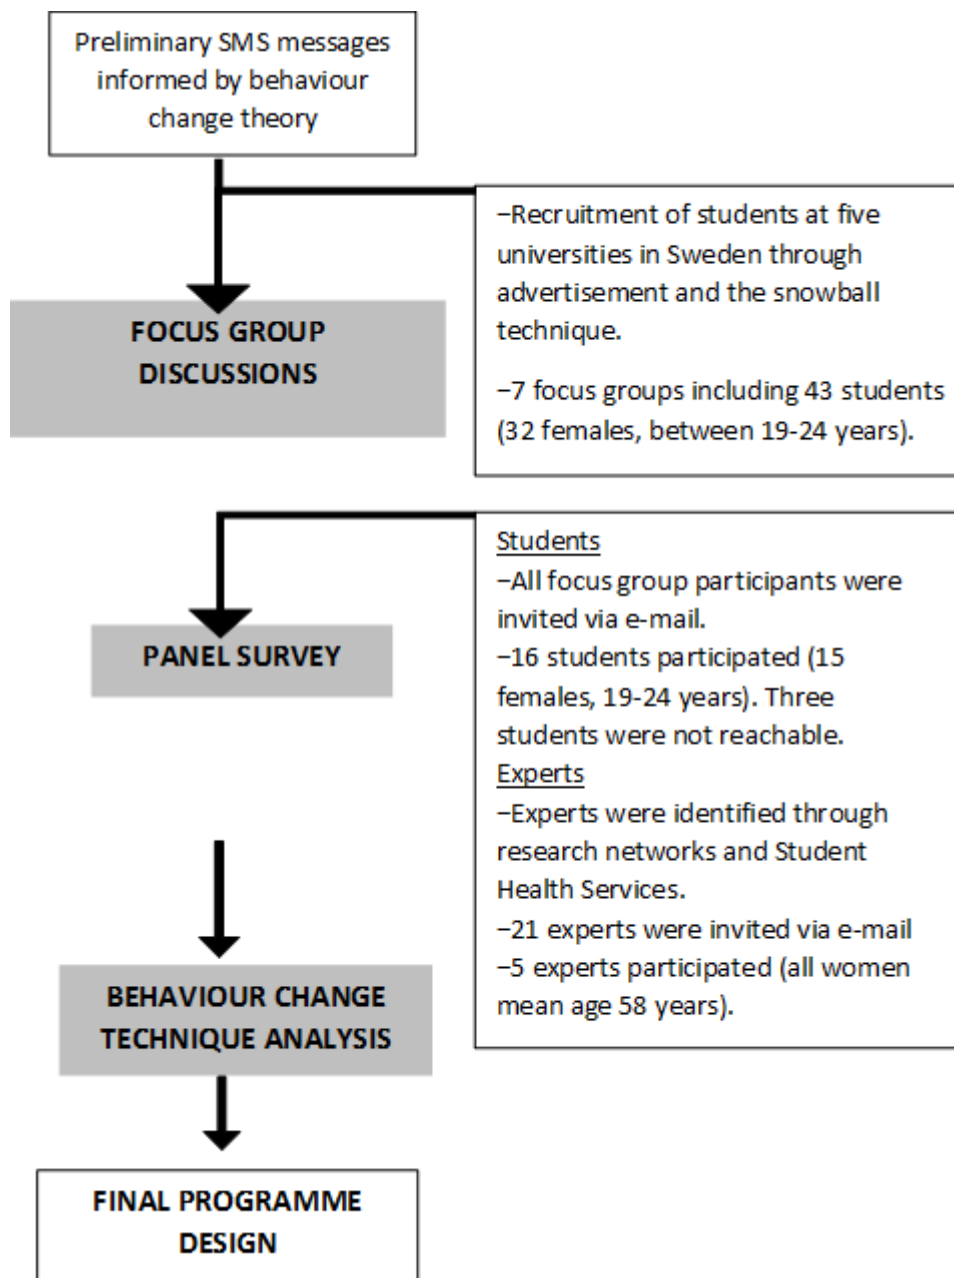 Preliminary SMS messages
informed by behaviour
change theory
−Recruitment of students at five
universities in Sweden through
advertisement and the snowball
technique.
−7 focus groups including 43 students
(32 females, between 19-24 years).
FOCUS GROUP
DISCUSSIONS
Students
−All focus group participants were
invited via e-mail.
−16 students participated (15
females, 19-24 years). Three
students were not reachable.
Experts
−Experts were identified through
research networks and Student
Health Services.
−21 experts were invited via e-mail
−5 experts participated (all women
mean age 58 years).
PANEL SURVEY
BEHAVIOUR CHANGE
TECHNIQUE ANALYSIS
FINAL PROGRAMME
DESIGN